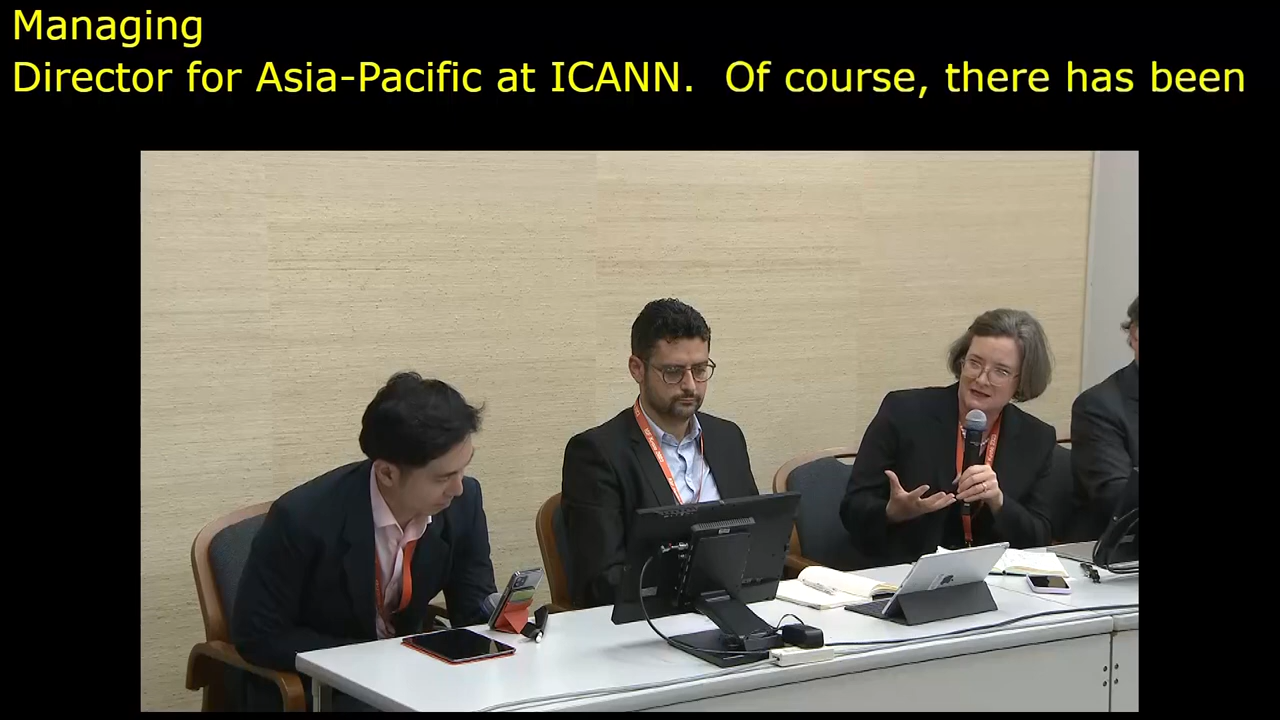 Managing
Director for Asia-Pacific at ICANN.  Of course, there has been